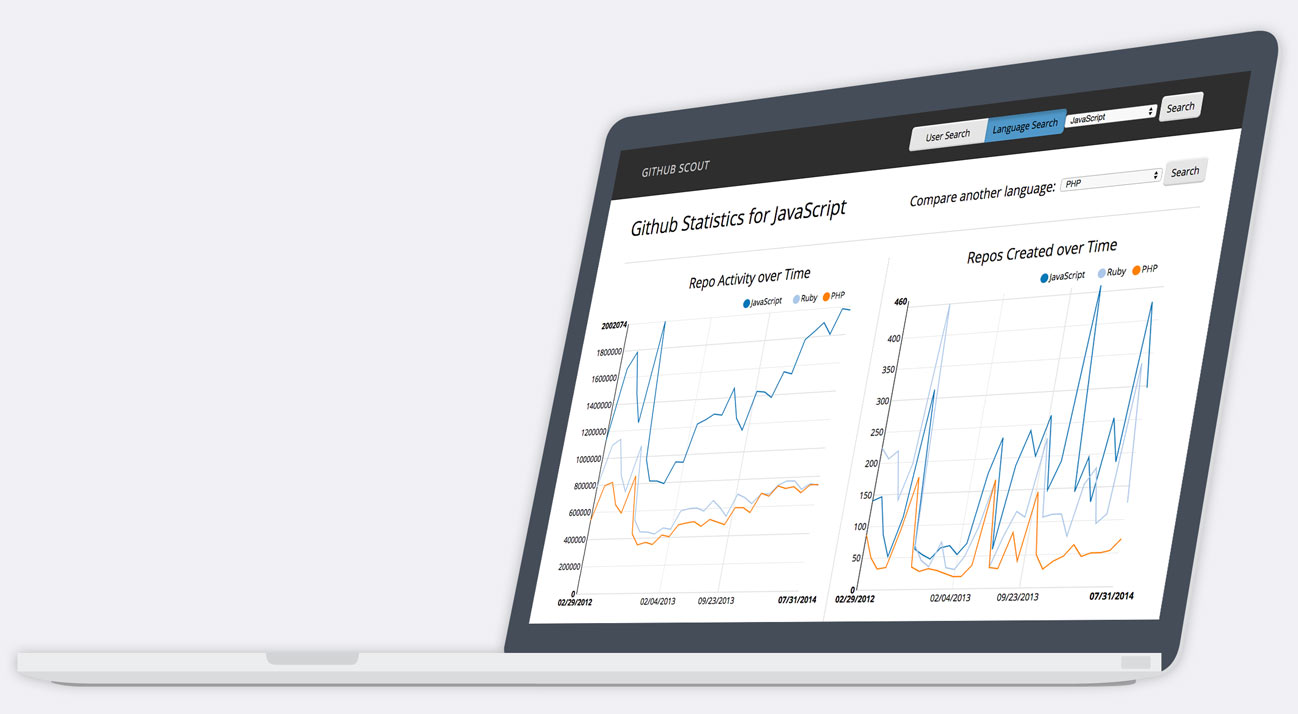 GITHUB SCOUT
User Search
Language Search
JavaScript
Search
Github Statistics for JavaScript
Compare another language:
PHP
Search
Repo Activity over Time
JavaScript
Ruby
PHP
2002074
1800000
1600000
1400000
1200000
1000000
800000
600000
400000
200000
0
02/29/2012
02/04/2013
09/23/2013
07/31/2014
Repos Created over Time
JavaScript
Ruby
PHP
460
400
350
300
250
200
150
100
50
0
02/29/2012
02/04/2013
09/23/2013
07/31/2014